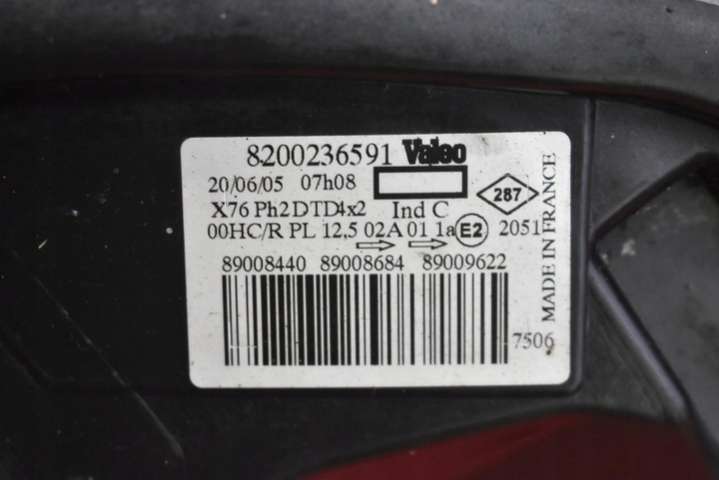 8200236591 Valeo
20/06/05 07h08
287
X76 Ph2 DTD4x2 Ind C
00HC/R PL 12.5 02A 01 1a E2 2051
89008440 89008684 89009622
7506
MADE IN FRANCE